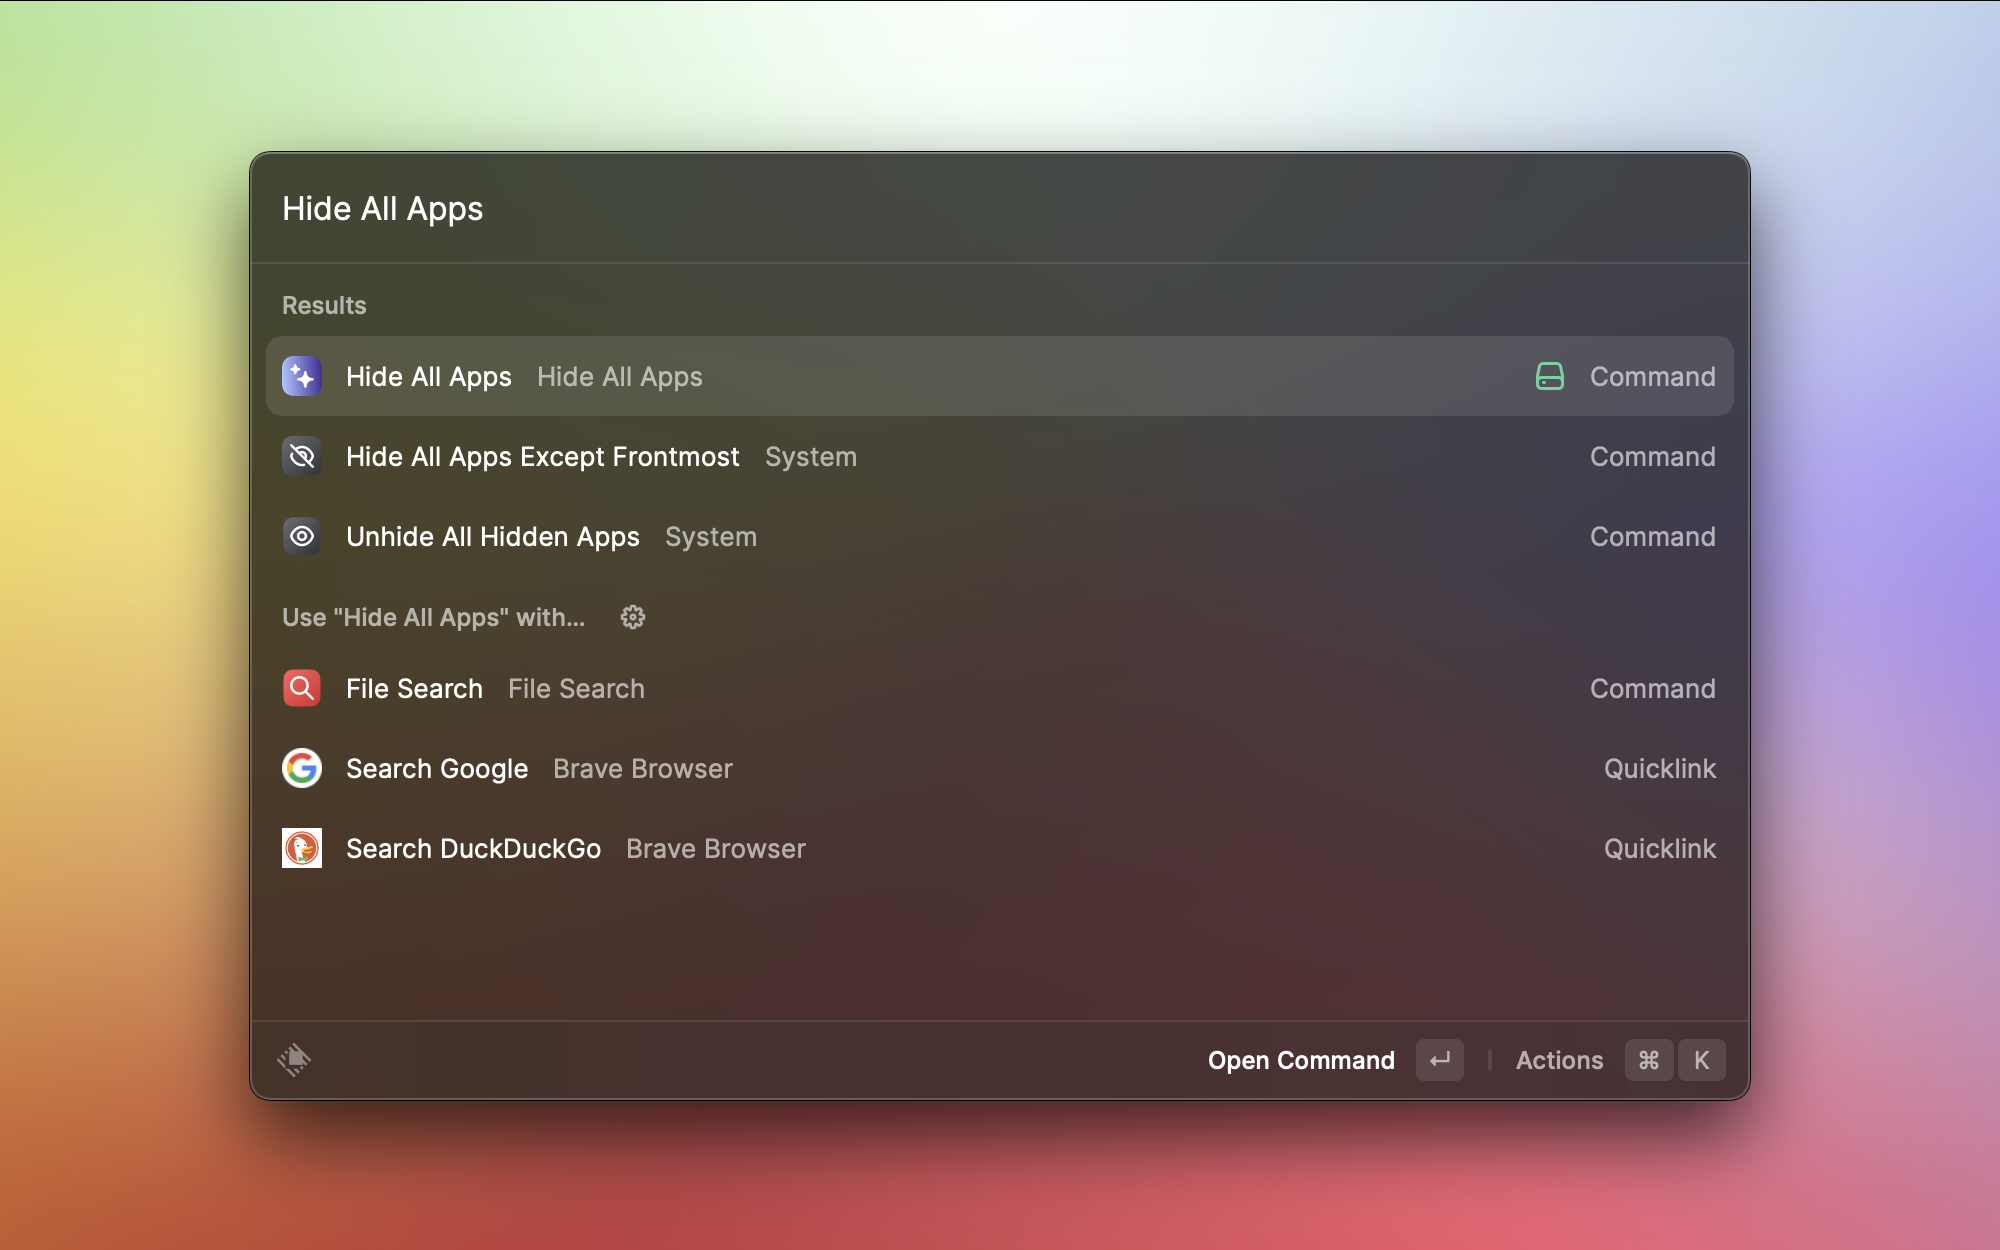 Hide All Apps
Results
Hide All Apps Hide All Apps Command
Hide All Apps Except Frontmost System Command
Unhide All Hidden Apps System Command
Use "Hide All Apps" with...
File Search File Search Command
Search Google Brave Browser Quicklink
Search DuckDuckGo Brave Browser Quicklink
Open Command ↵ Actions ⌘ K